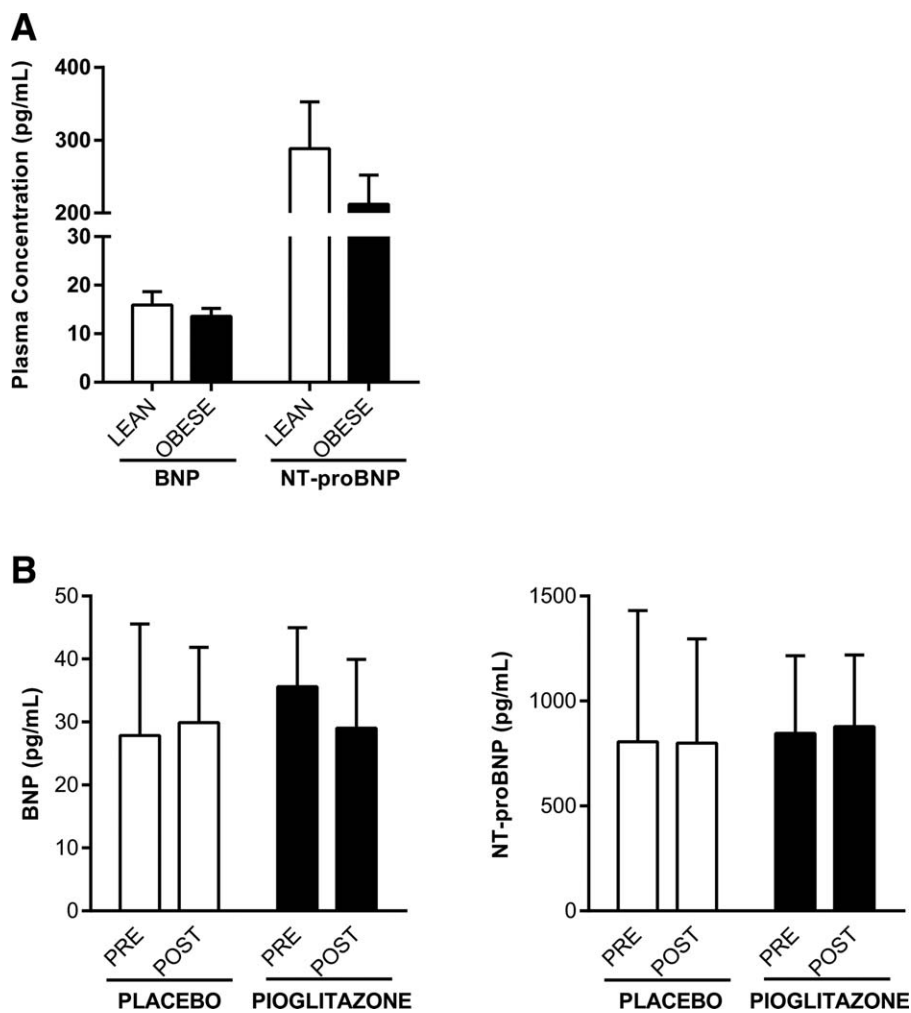 A
Plasma Concentration (pg/mL)
400
300
200
30
20
10
0
LEAN
OBESE
LEAN
OBESE
BNP
NT-proBNP
B
BNP (pg/mL)
50
40
30
20
10
0
PRE
POST
PRE
POST
PLACEBO
PIOGLITAZONE
NT-proBNP (pg/mL)
1500
1000
500
0
PRE
POST
PRE
POST
PLACEBO
PIOGLITAZONE